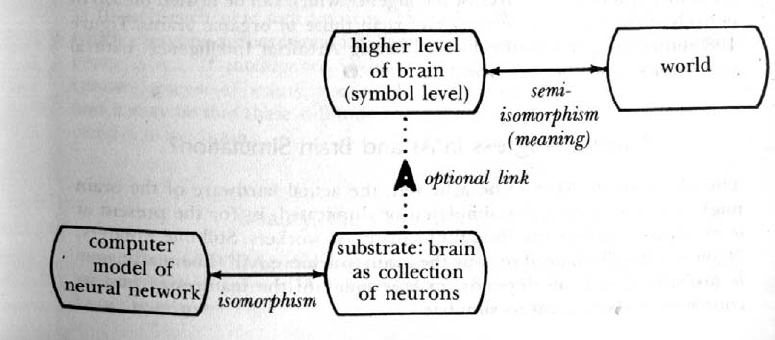 higher level
of brain
(symbol level)
world
semi-
isomorphism
(meaning)
optional link
computer
model of
neural network
isomorphism
substrate: brain
as collection
of neurons